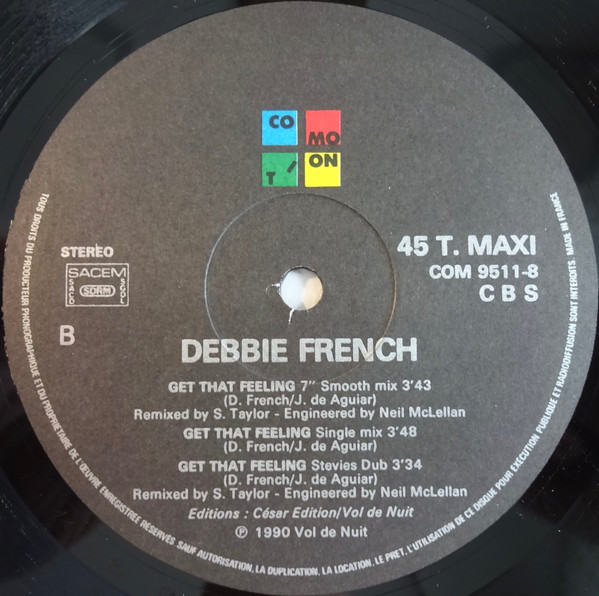 CO
MO
T'
ON
STEREO
SACEM
SACD
SDRM
SGDL
45 T. MAXI
COM 9511-8
CBS
B
DEBBIE FRENCH
GET THAT FEELING 7" Smooth mix 3'43
(D. French/J. de Aguiar)
Remixed by S. Taylor - Engineered by Neil McLellan
GET THAT FEELING Single mix 3'48
(D. French/J. de Aguiar)
GET THAT FEELING Stevies Dub 3'34
(D. French/J. de Aguiar)
Remixed by S. Taylor - Engineered by Neil McLellan
Editions : César Edition/Vol de Nuit
℗ 1990 Vol de Nuit
TOUS DROITS DU PRODUCTEUR PHONOGRAPHIQUE ET DU PROPRIETAIRE DE L'ŒUVRE ENREGISTREE RESERVES. SAUF AUTORISATION, LA DUPLICATION, LA LOCATION, LE PRET, L'UTILISATION DE CE DISQUE POUR EXECUTION PUBLIQUE ET RADIODIFFUSION SONT INTERDITS. MADE IN FRANCE